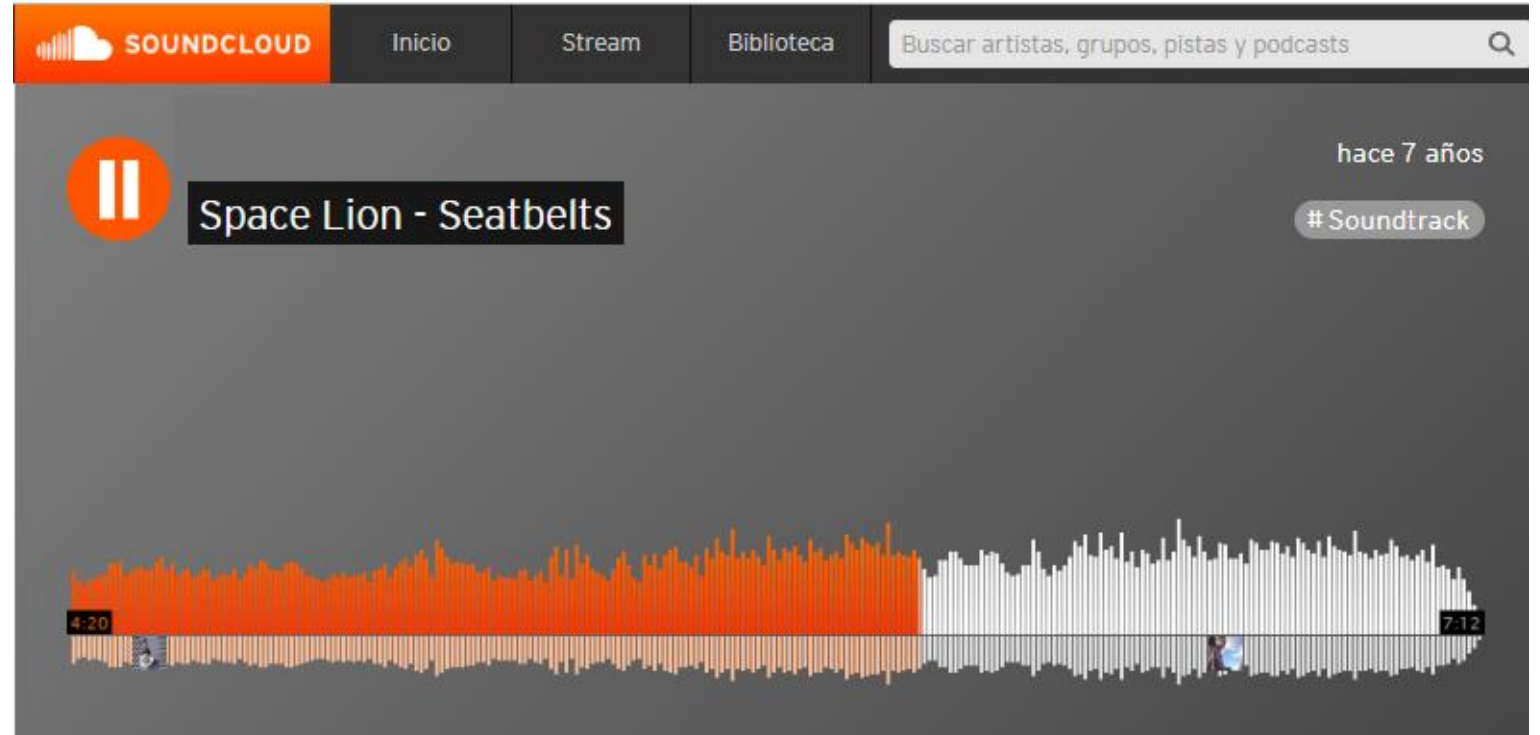 SOUNDCLOUD Inicio Stream Biblioteca Buscar artistas, grupos, pistas y podcasts
hace 7 años
Space Lion - Seatbelts
# Soundtrack
4:20
7:12